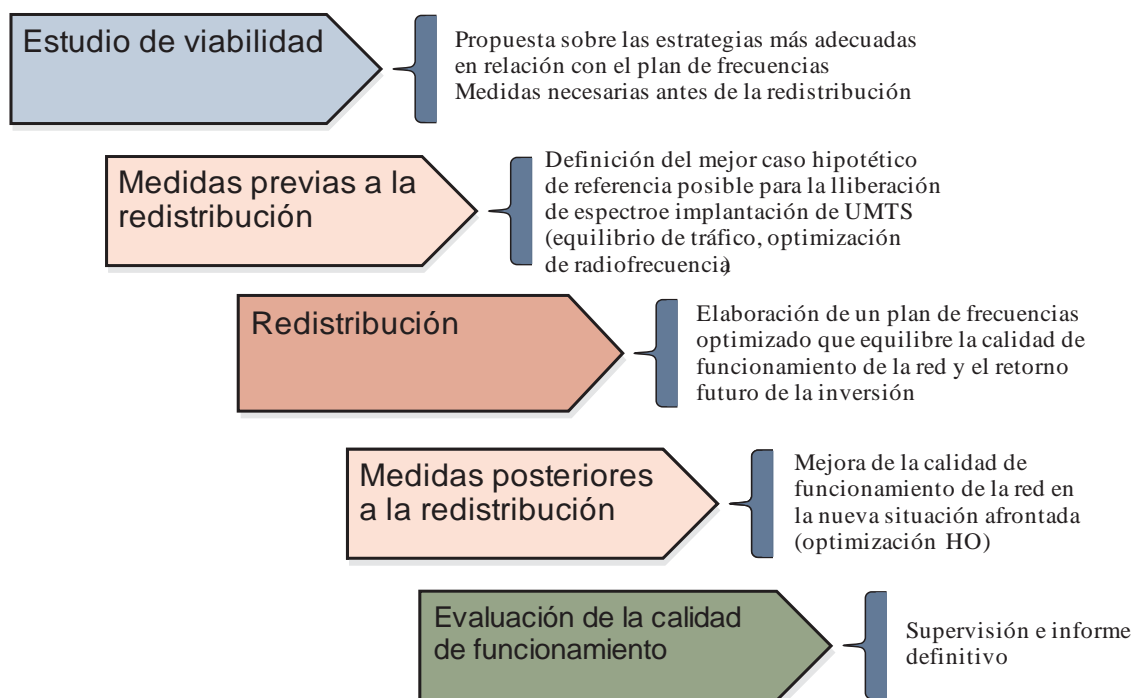 Estudio de viabilidad
Propuesta sobre las estrategias más adecuadas
en relación con el plan de frecuencias
Medidas necesarias antes de la redistribución
Medidas previas a la
redistribución
Definición del mejor caso hipotético
de referencia posible para la lliberación
de espectroe implantación de UMTS
(equilibrio de tráfico, optimización
de radiofrecuencia)
Redistribución
Elaboración de un plan de frecuencias
optimizado que equilibre la calidad de
funcionamiento de la red y el retorno
futuro de la inversión
Medidas posteriores
a la redistribución
Mejora de la calidad de
funcionamiento de la red en
la nueva situación afrontada
(optimización HO)
Evaluación de la calidad
de funcionamiento
Supervisión e informe
definitivo